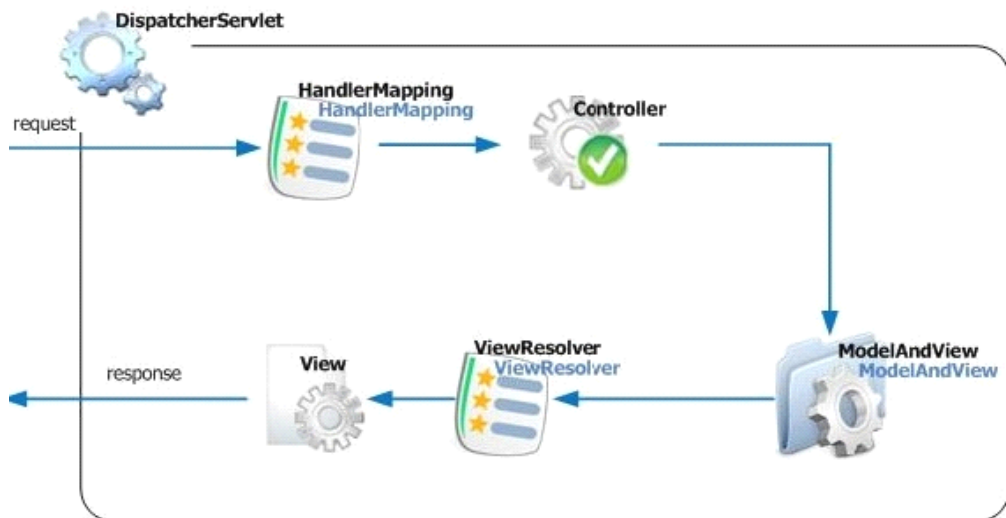 DispatcherServlet
request
HandlerMapping
HandlerMapping
Controller
ModelAndView
ModelAndView
ViewResolver
ViewResolver
View
response